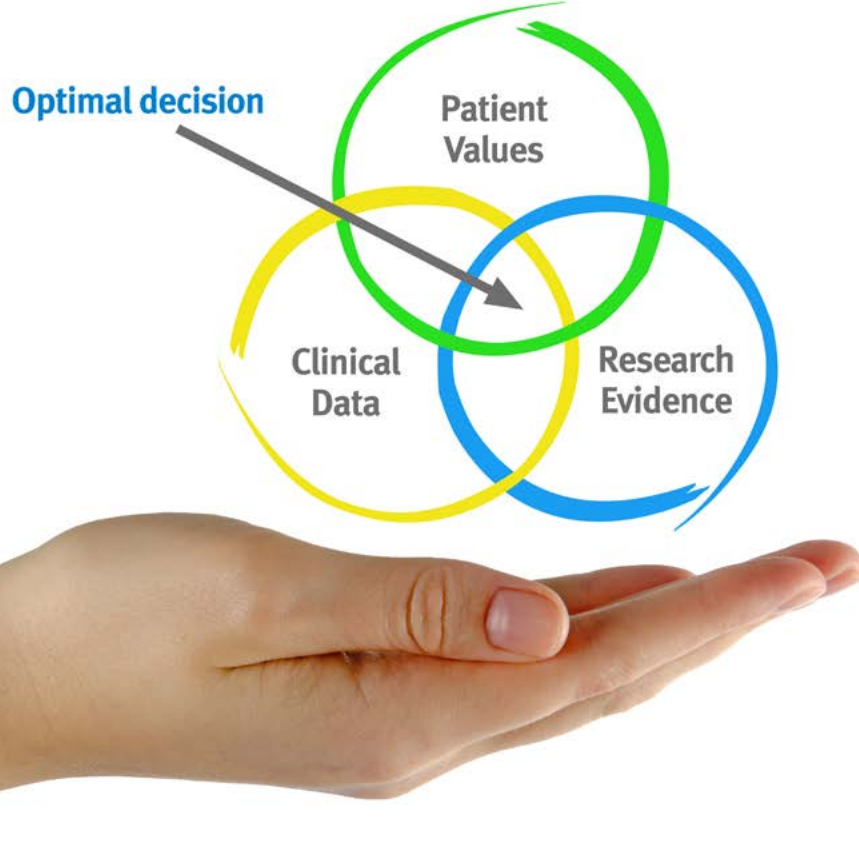 Optimal decision
Patient
Values
Clinical
Data
Research
Evidence